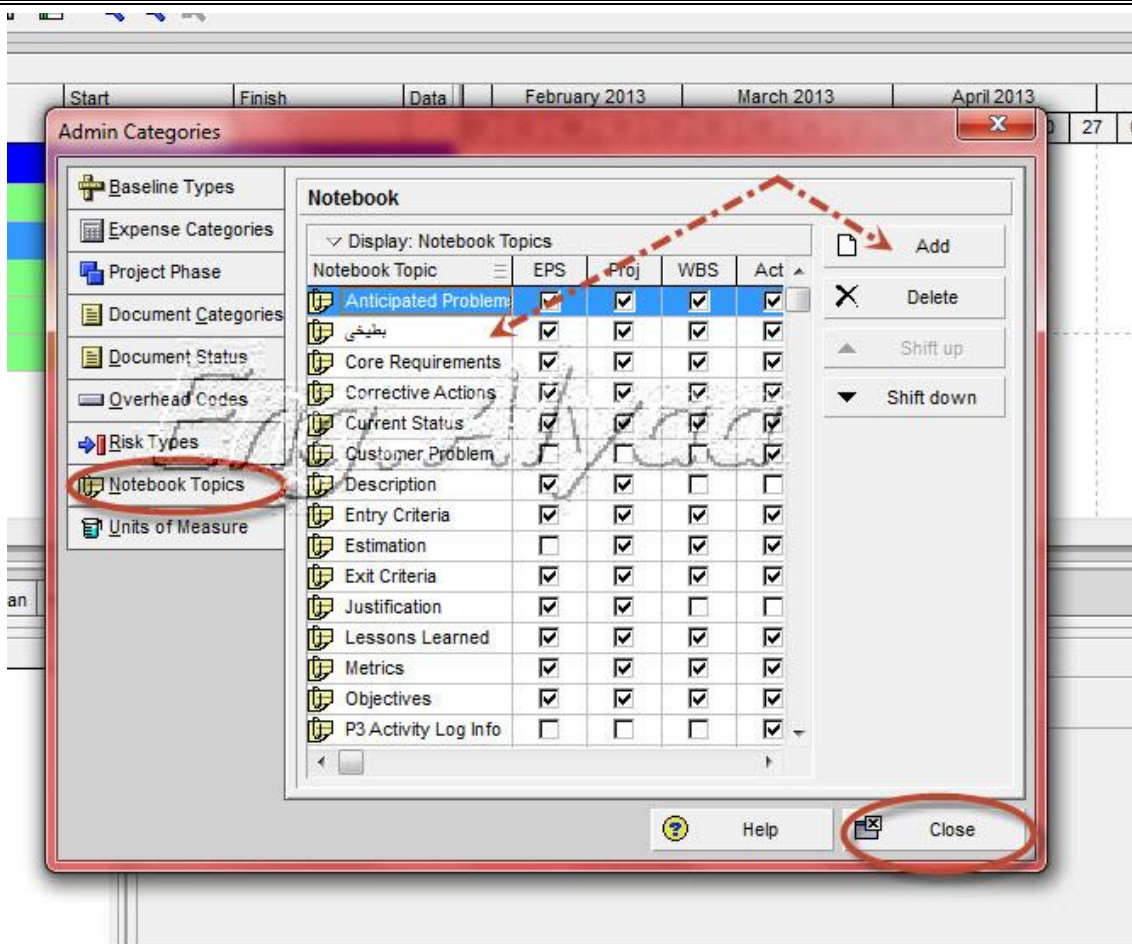 Start Finish Data February 2013 March 2013 April 2013
27
Admin Categories
Baseline Types
Expense Categories
Project Phase
Document Categories
Document Status
Overhead Codes
Risk Types
Notebook Topics
Units of Measure
Notebook
Display: Notebook Topics
Notebook Topic EPS Proj WBS Act
Anticipated Problem
بطيخى
Core Requirements
Corrective Actions
Current Status
Customer Problem
Description
Entry Criteria
Estimation
Exit Criteria
Justification
Lessons Learned
Metrics
Objectives
P3 Activity Log Info
Add
Delete
Shift up
Shift down
Help Close
an